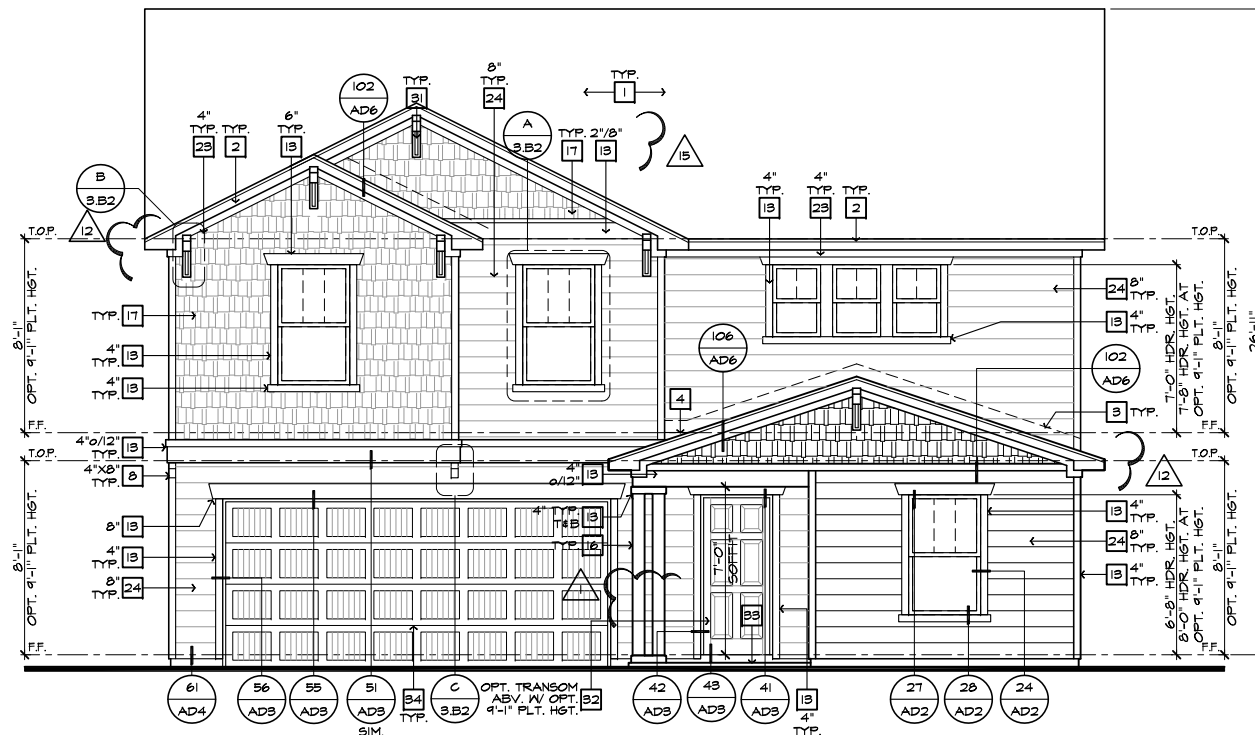 TYP.
31
8"
TYP.
24
TYP.
1
102
AD6
4"
TYP.
23
TYP.
2
6"
TYP.
13
A
3.B2
TYP.
17
2"/8"
13
15
B
3.B2
12
4"
TYP.
13
4"
TYP.
23
TYP.
2
T.O.P.
T.O.P.
8'-1"
OPT. 9'-1" PLT. HGT.
TYP. 17
4"
TYP. 13
4"
TYP. 13
24 8"
TYP.
13 4"
TYP.
7'-0" HDR. HGT.
7'-8" HDR. HGT. AT
OPT. 9'-1" PLT. HGT.
8'-1"
OPT. 9'-1" PLT. HGT.
26'-11"
106
AD6
102
AD6
4
3 TYP.
F.F.
F.F.
4"o/12"
TYP. 13
T.O.P.
T.O.P.
4"X8"
TYP. 8
4"
o/12"
13
12
8" 13
4"
TYP. 13
8"
TYP. 24
8'-1"
OPT. 9'-1" PLT. HGT.
4" TYP.
T&B
13
TYP. 16
1
7'-0"
SOFFIT
33
13 4"
TYP.
24 8"
TYP.
13 4"
TYP.
6'-8" HDR. HGT.
8'-0" HDR. HGT. AT
OPT. 9'-1" PLT. HGT.
8'-1"
OPT. 9'-1" PLT. HGT.
F.F.
F.F.
61
AD4
56
AD3
55
AD3
51
AD3
SIM.
34
TYP.
C
3.B2
OPT. TRANSOM
ABV. W/ OPT.
9'-1" PLT. HGT.
32
42
AD3
43
AD3
41
AD3
13
4"
TYP.
27
AD2
28
AD2
24
AD2